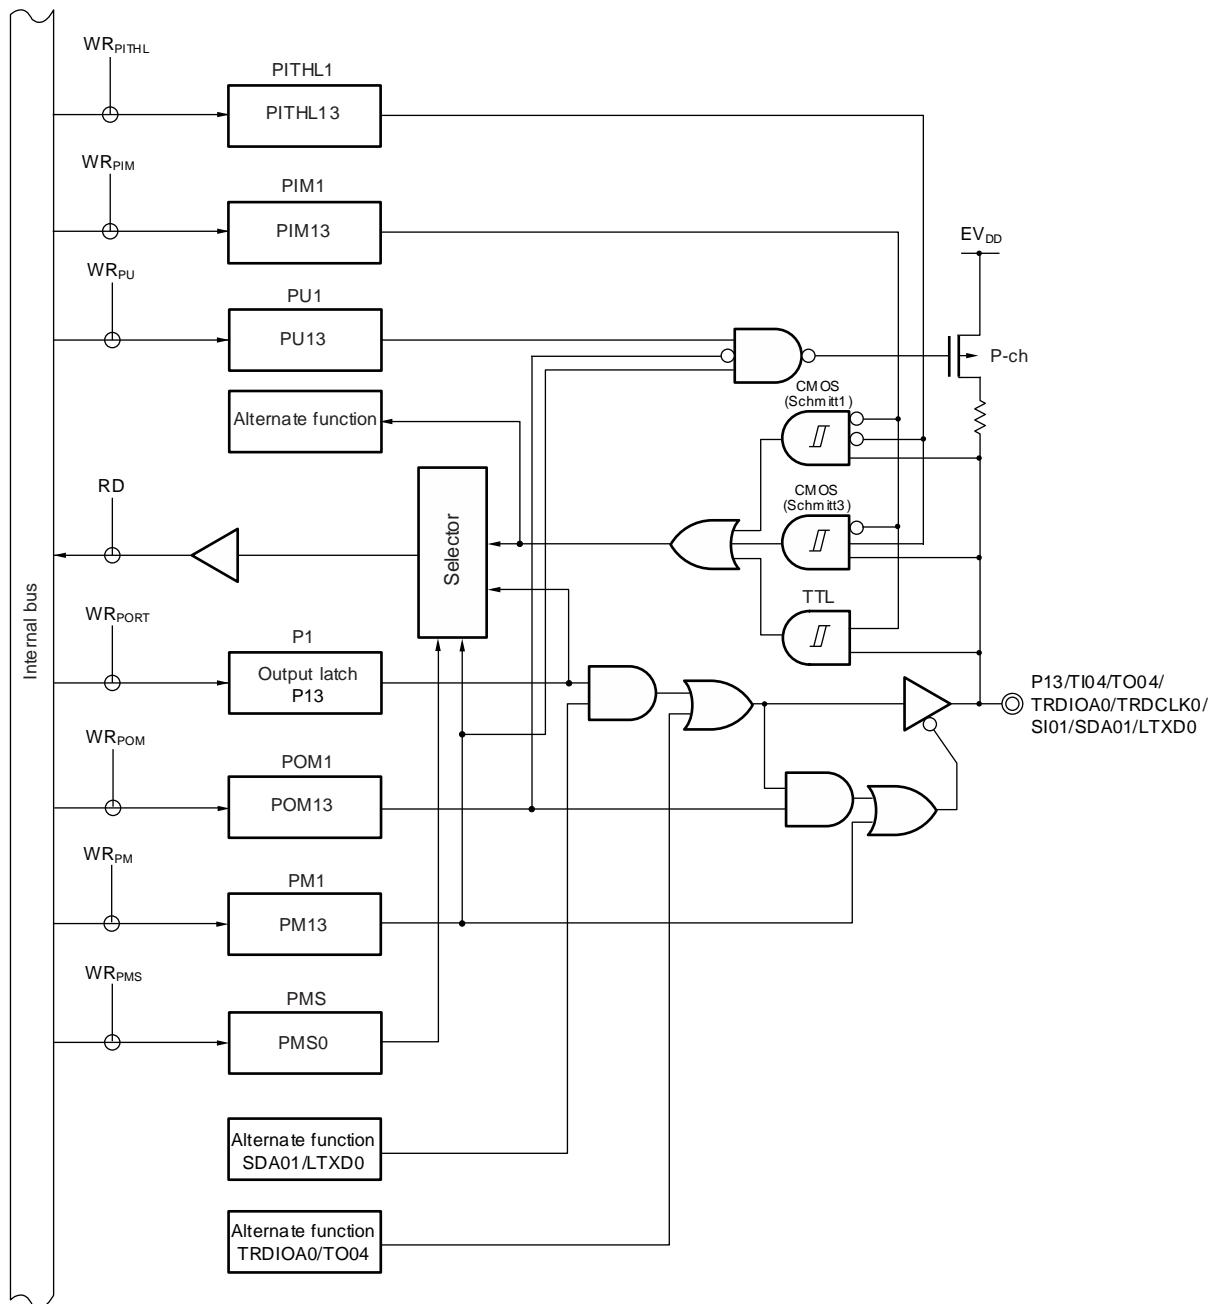 WRPITHL
PITHL1
PITHL13
WRPIM
PIM1
PIM13
WRPU
PU1
PU13
EVDD
P-ch
CMOS
(Schmitt1)
Alternate function
RD
Selector
CMOS
(Schmitt3)
TTL
Internal bus
WRPORT
P1
Output latch
P13
P13/TI04/TO04/
TRDIOA0/TRDCLK0/
SI01/SDA01/LTXD0
WRPOM
POM1
POM13
WRPM
PM1
PM13
WRPMS
PMS
PMS0
Alternate function
SDA01/LTXD0
Alternate function
TRDIOA0/TO04